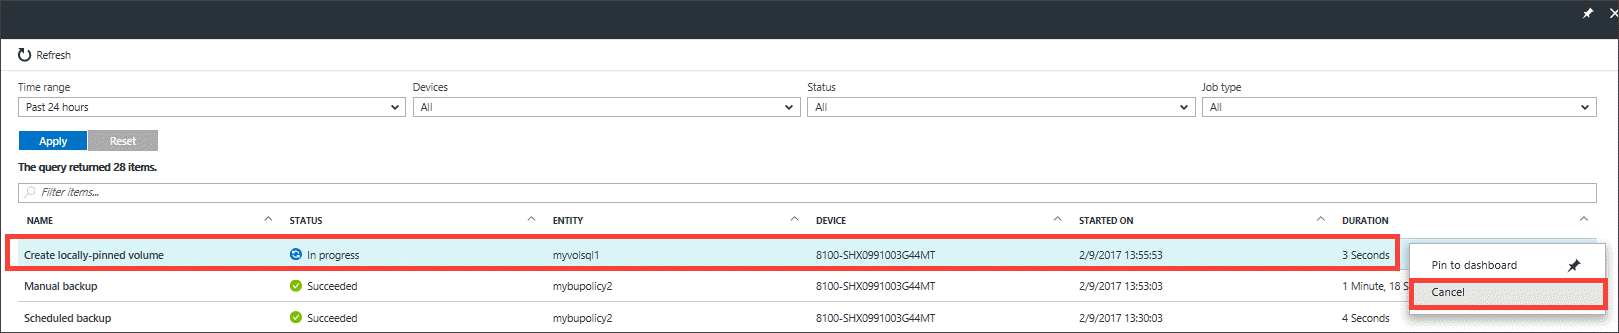 Refresh
Time range Devices Status Job type
Past 24 hours All All All
Apply Reset
The query returned 28 items.
Filter items...
NAME STATUS ENTITY DEVICE STARTED ON DURATION
Create locally-pinned volume In progress myvolsql1 8100-SHX0991003G44MT 2/9/2017 13:55:53 3 Seconds
Pin to dashboard
Manual backup Succeeded mybupolicy2 8100-SHX0991003G44MT 2/9/2017 13:53:03 1 Minute, 18 S
Cancel
Scheduled backup Succeeded mybupolicy2 8100-SHX0991003G44MT 2/9/2017 13:30:03 4 Seconds